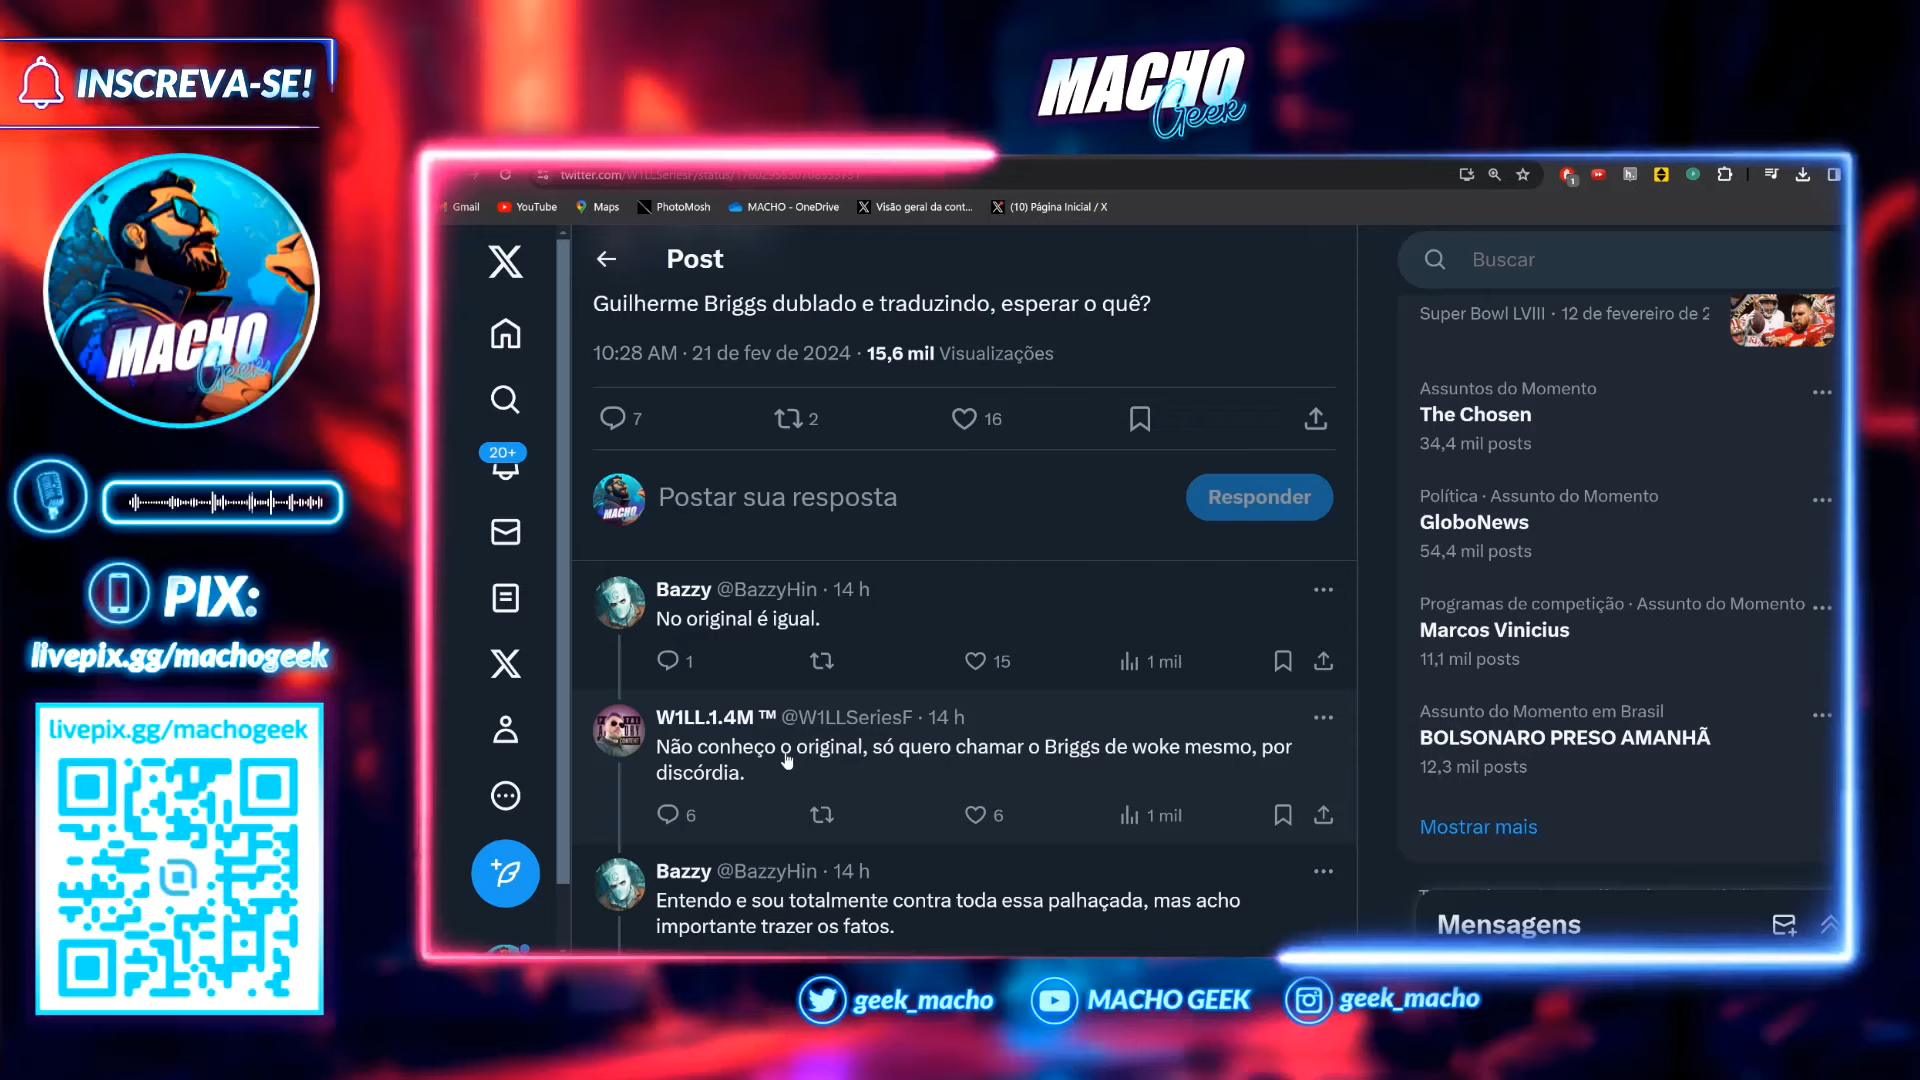 INSCREVA-SE!
MACHO
Geek
MACHO
Geek
PIX:
livepix.gg/machogeek
livepix.gg/machogeek
Gmail
YouTube
Maps
PhotoMosh
MACHO - OneDrive
Visão geral da cont...
(10) Página Inicial / X
Post
Guilherme Briggs dublado e traduzindo, esperar o quê?
10:28 AM · 21 de fev de 2024 · 15,6 mil Visualizações
7
2
16
20+
MACHO
Postar sua resposta
Responder
Bazzy @BazzyHin · 14 h
No original é igual.
1
15
1 mil
W1LL.1.4M ™ @W1LLSeriesF · 14 h
Não conheço o original, só quero chamar o Briggs de woke mesmo, por
discórdia.
6
6
1 mil
Bazzy @BazzyHin · 14 h
Entendo e sou totalmente contra toda essa palhaçada, mas acho
importante trazer os fatos.
Buscar
Super Bowl LVIII · 12 de fevereiro de 2
Assuntos do Momento
The Chosen
34,4 mil posts
Política · Assunto do Momento
GloboNews
54,4 mil posts
Programas de competição · Assunto do Momento
Marcos Vinicius
11,1 mil posts
Assunto do Momento em Brasil
BOLSONARO PRESO AMANHÃ
12,3 mil posts
Mostrar mais
Mensagens
geek_macho
MACHO GEEK
geek_macho